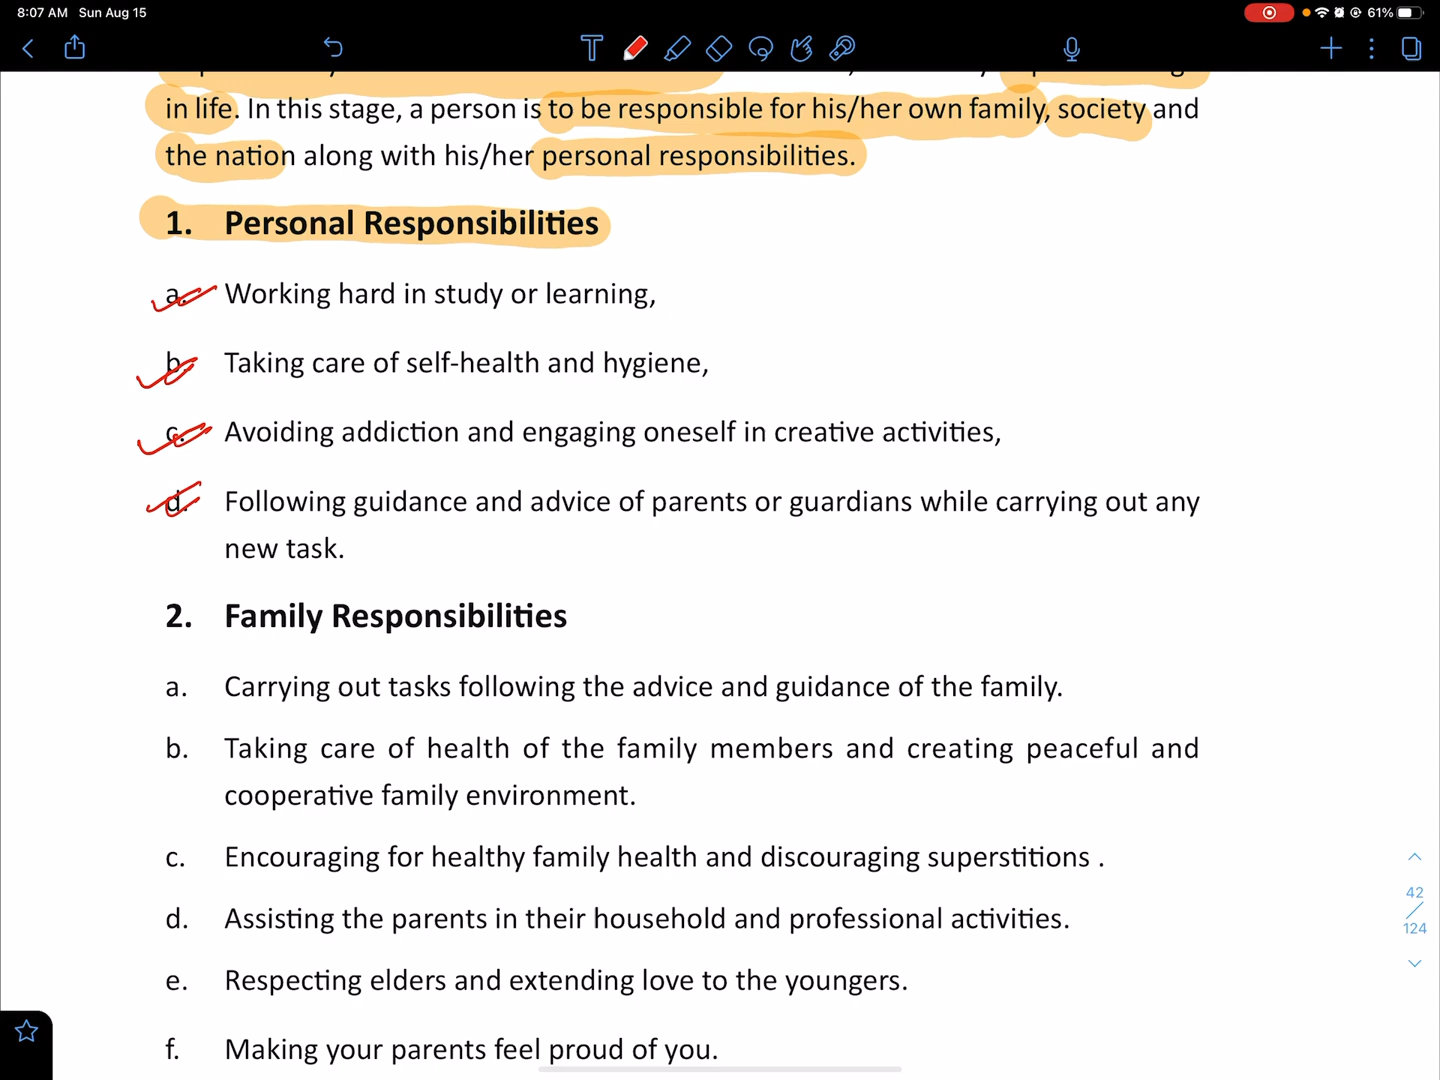 8:07 AM Sun Aug 15 61%
in life. In this stage, a person is to be responsible for his/her own family, society and
the nation along with his/her personal responsibilities.
1. Personal Responsibilities
a. Working hard in study or learning,
b. Taking care of self-health and hygiene,
c. Avoiding addiction and engaging oneself in creative activities,
d. Following guidance and advice of parents or guardians while carrying out any
new task.
2. Family Responsibilities
a. Carrying out tasks following the advice and guidance of the family.
b. Taking care of health of the family members and creating peaceful and
cooperative family environment.
c. Encouraging for healthy family health and discouraging superstitions .
42
124
d. Assisting the parents in their household and professional activities.
e. Respecting elders and extending love to the youngers.
f. Making your parents feel proud of you.